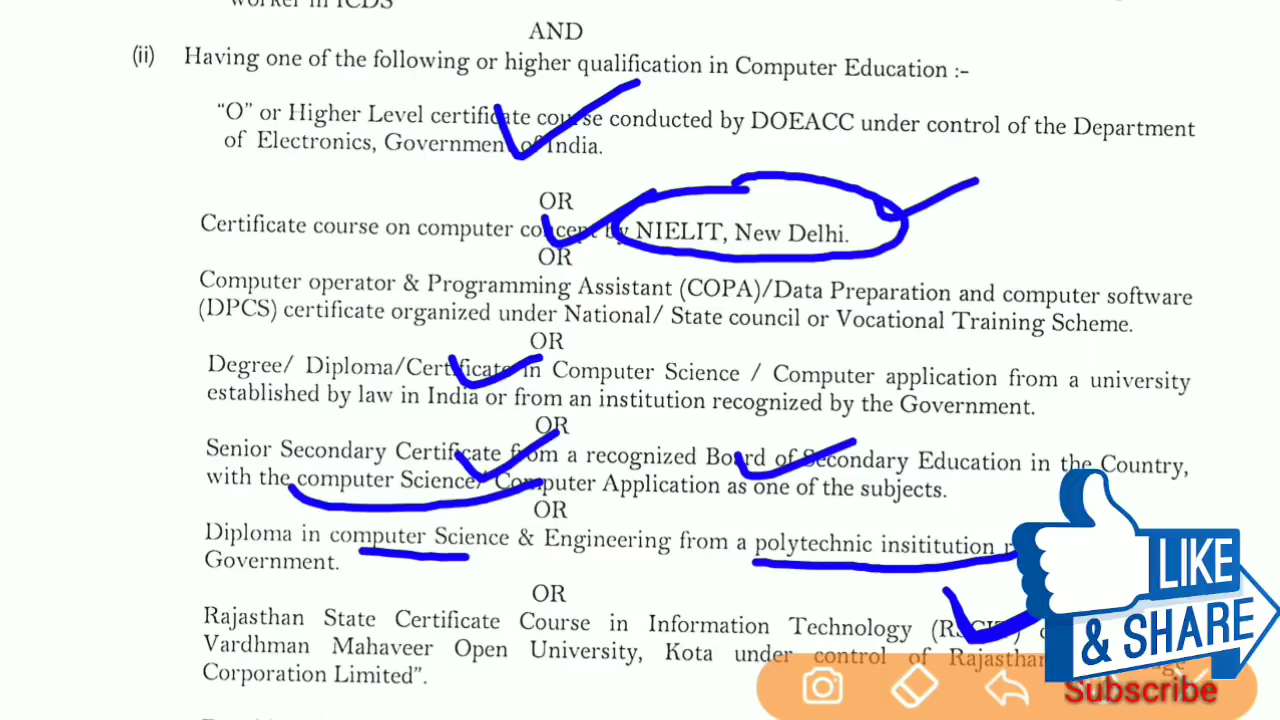 worker in ICDS
AND
(ii) Having one of the following or higher qualification in Computer Education :-
“O” or Higher Level certificate course conducted by DOEACC under control of the Department
of Electronics, Government of India.
OR
Certificate course on computer concept by NIELIT, New Delhi.
OR
Computer operator & Programming Assistant (COPA)/Data Preparation and computer software
(DPCS) certificate organized under National/ State council or Vocational Training Scheme.
OR
Degree/ Diploma/Certificate in Computer Science / Computer application from a university
established by law in India or from an institution recognized by the Government.
OR
Senior Secondary Certificate from a recognized Board of Secondary Education in the Country,
with the computer Science/ Computer Application as one of the subjects.
OR
Diploma in computer Science & Engineering from a polytechnic insititution
Government.
OR
Rajasthan State Certificate Course in Information Technology
Vardhman Mahaveer Open University, Kota under control of Rajasthan
Corporation Limited”.
LIKE
& SHARE
Subscribe